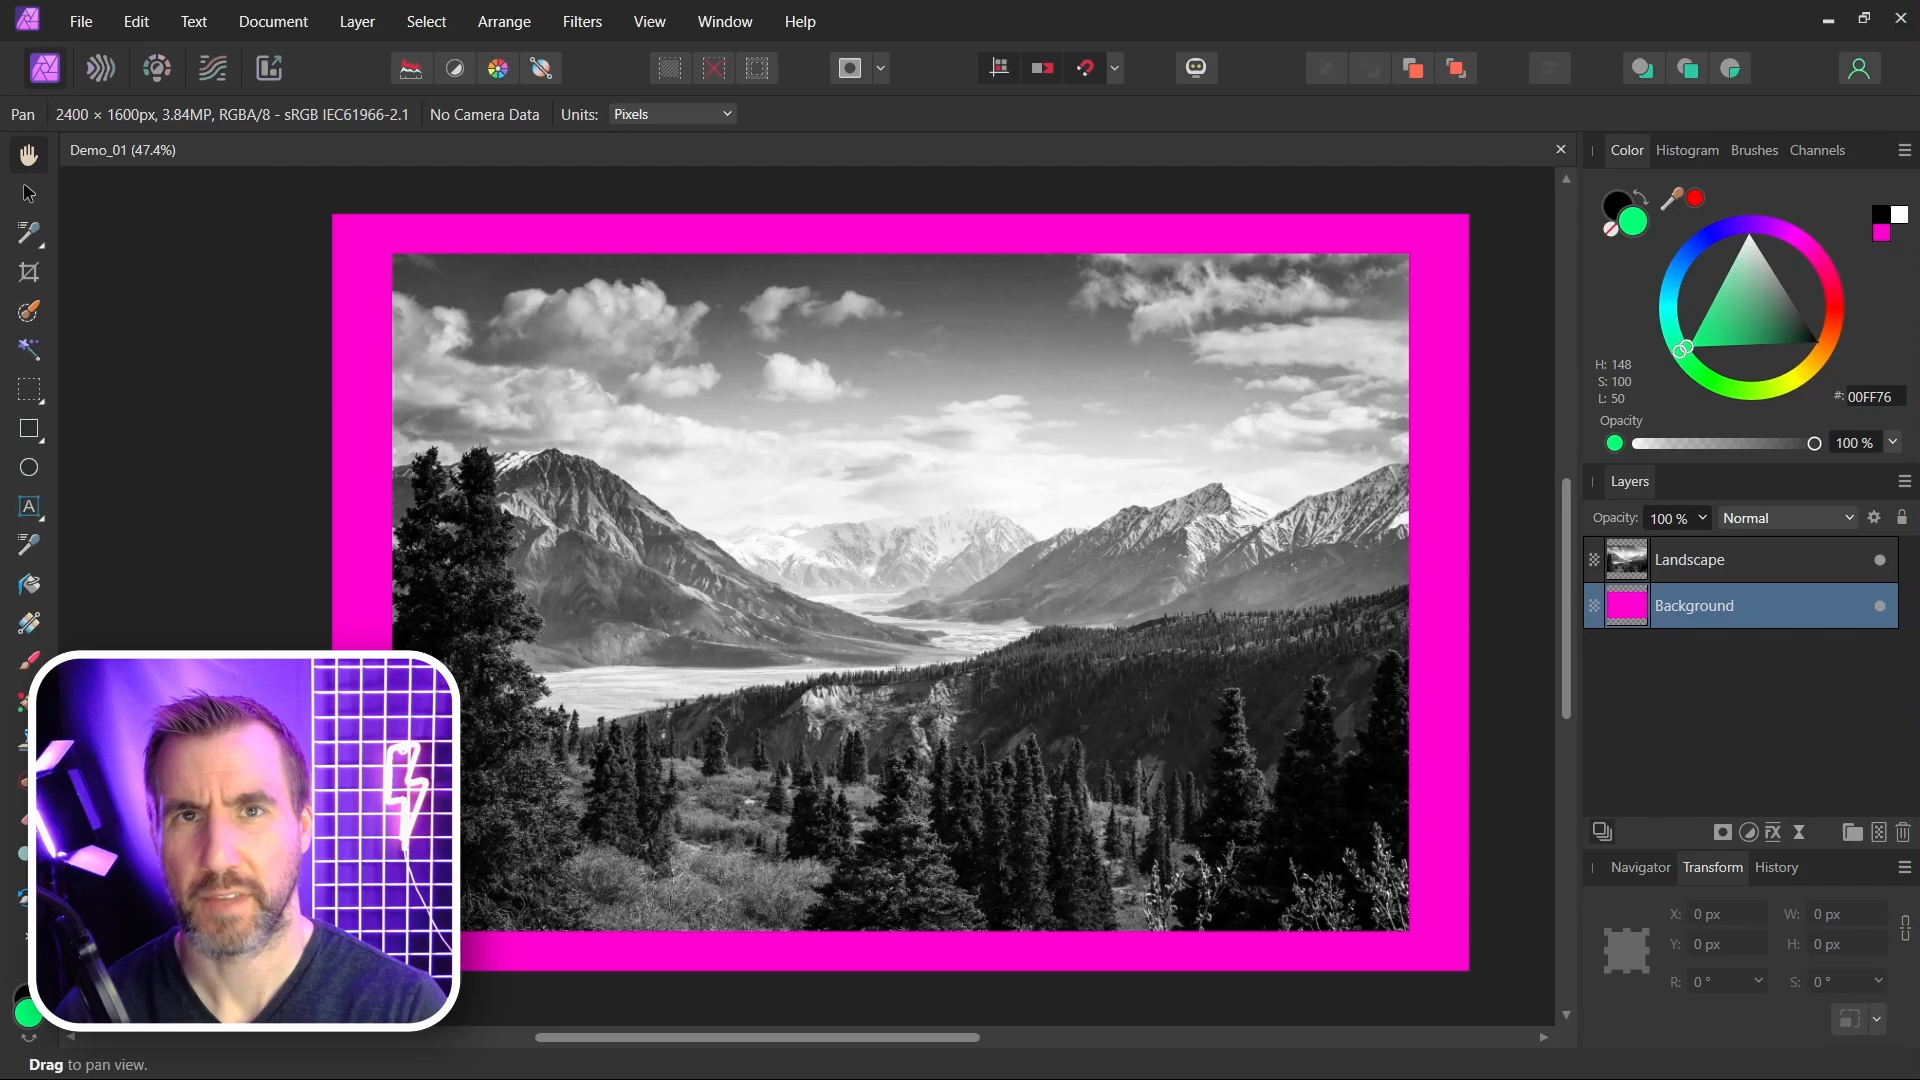 File Edit Text Document Layer Select Arrange Filters View Window Help
Pan 2400 × 1600px, 3.84MP, RGBA/8 - sRGB IEC61966-2.1 No Camera Data Units: Pixels
Demo_01 (47.4%)
Color Histogram Brushes Channels
H: 148
S: 100
L: 50
#: 00FF76
Opacity
100 %
Layers
Opacity: 100 % Normal
Landscape
Background
FX
Navigator Transform History
X: 0 px W: 0 px
Y: 0 px H: 0 px
R: 0 ° S: 0 °
A
Drag to pan view.